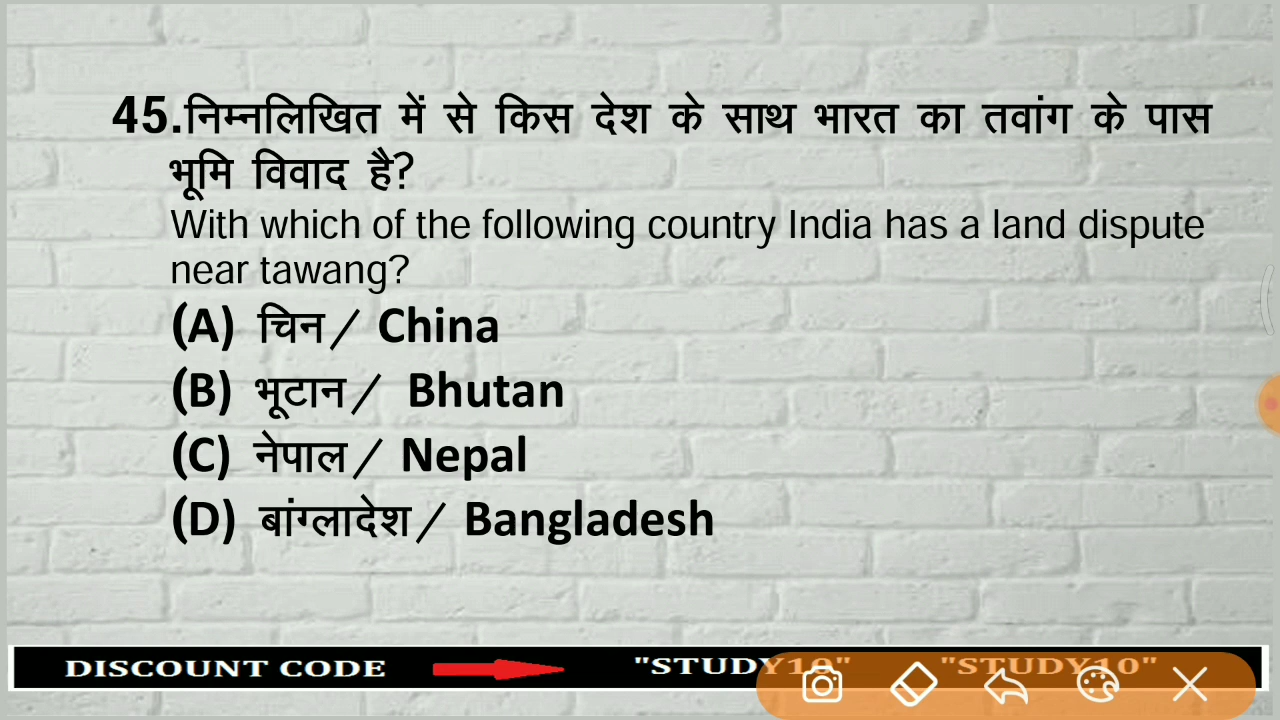 45.निम्नलिखित में से किस देश के साथ भारत का तवांग के पास
भूमि विवाद है?
With which of the following country India has a land dispute
near tawang?
(A) चिन/ China
(B) भूटान/ Bhutan
(C) नेपाल/ Nepal
(D) बांग्लादेश/ Bangladesh
DISCOUNT CODE "STUDY10" "STUDY10"